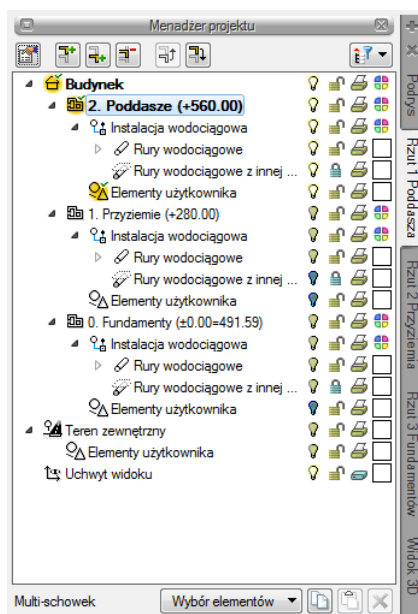 Menadżer projektu
Budynek
2. Poddasze (+560.00)
Instalacja wodociągowa
Rury wodociągowe
Rury wodociągowe z innej ...
Elementy użytkownika
1. Przyziemie (+280.00)
Instalacja wodociągowa
Rury wodociągowe
Rury wodociągowe z innej ...
Elementy użytkownika
0. Fundamenty (±0.00=491.59)
Instalacja wodociągowa
Rury wodociągowe
Rury wodociągowe z innej ...
Elementy użytkownika
Teren zewnętrzny
Elementy użytkownika
Uchwyt widoku
Multi-schowek
Wybór elementów
Podrys
Rzut 1 Poddasza
Rzut 2 Przyziemia
Rzut 3 Fundamentów
Widok 3D